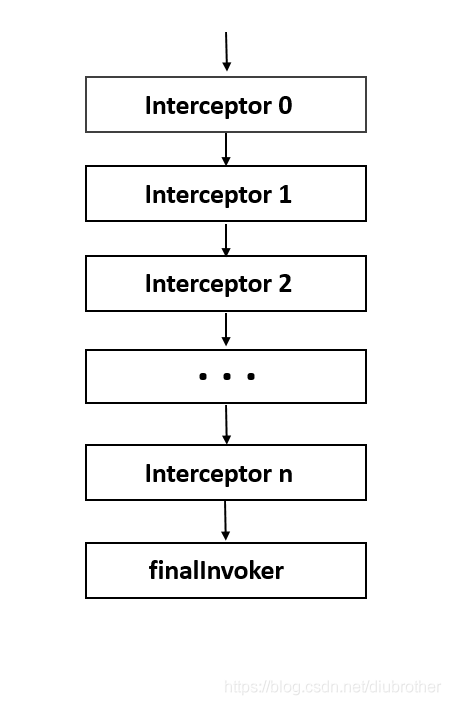 Interceptor 0
Interceptor 1
Interceptor 2
. . .
Interceptor n
finalInvoker
https://blog.csdn.net/diubrother